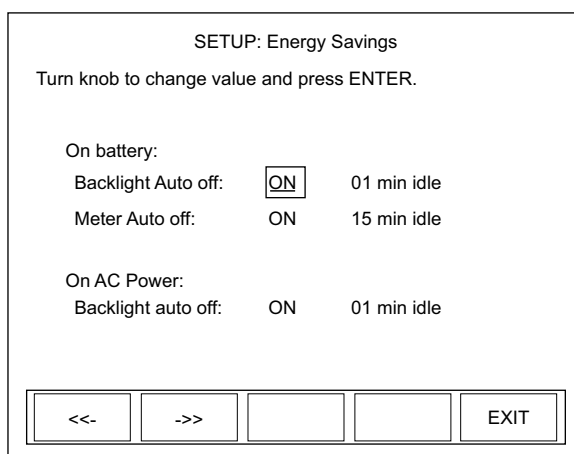 SETUP: Energy Savings
Turn knob to change value and press ENTER.
On battery:
Backlight Auto off: ON 01 min idle
Meter Auto off: ON 15 min idle
On AC Power:
Backlight auto off: ON 01 min idle
<<- ->> EXIT